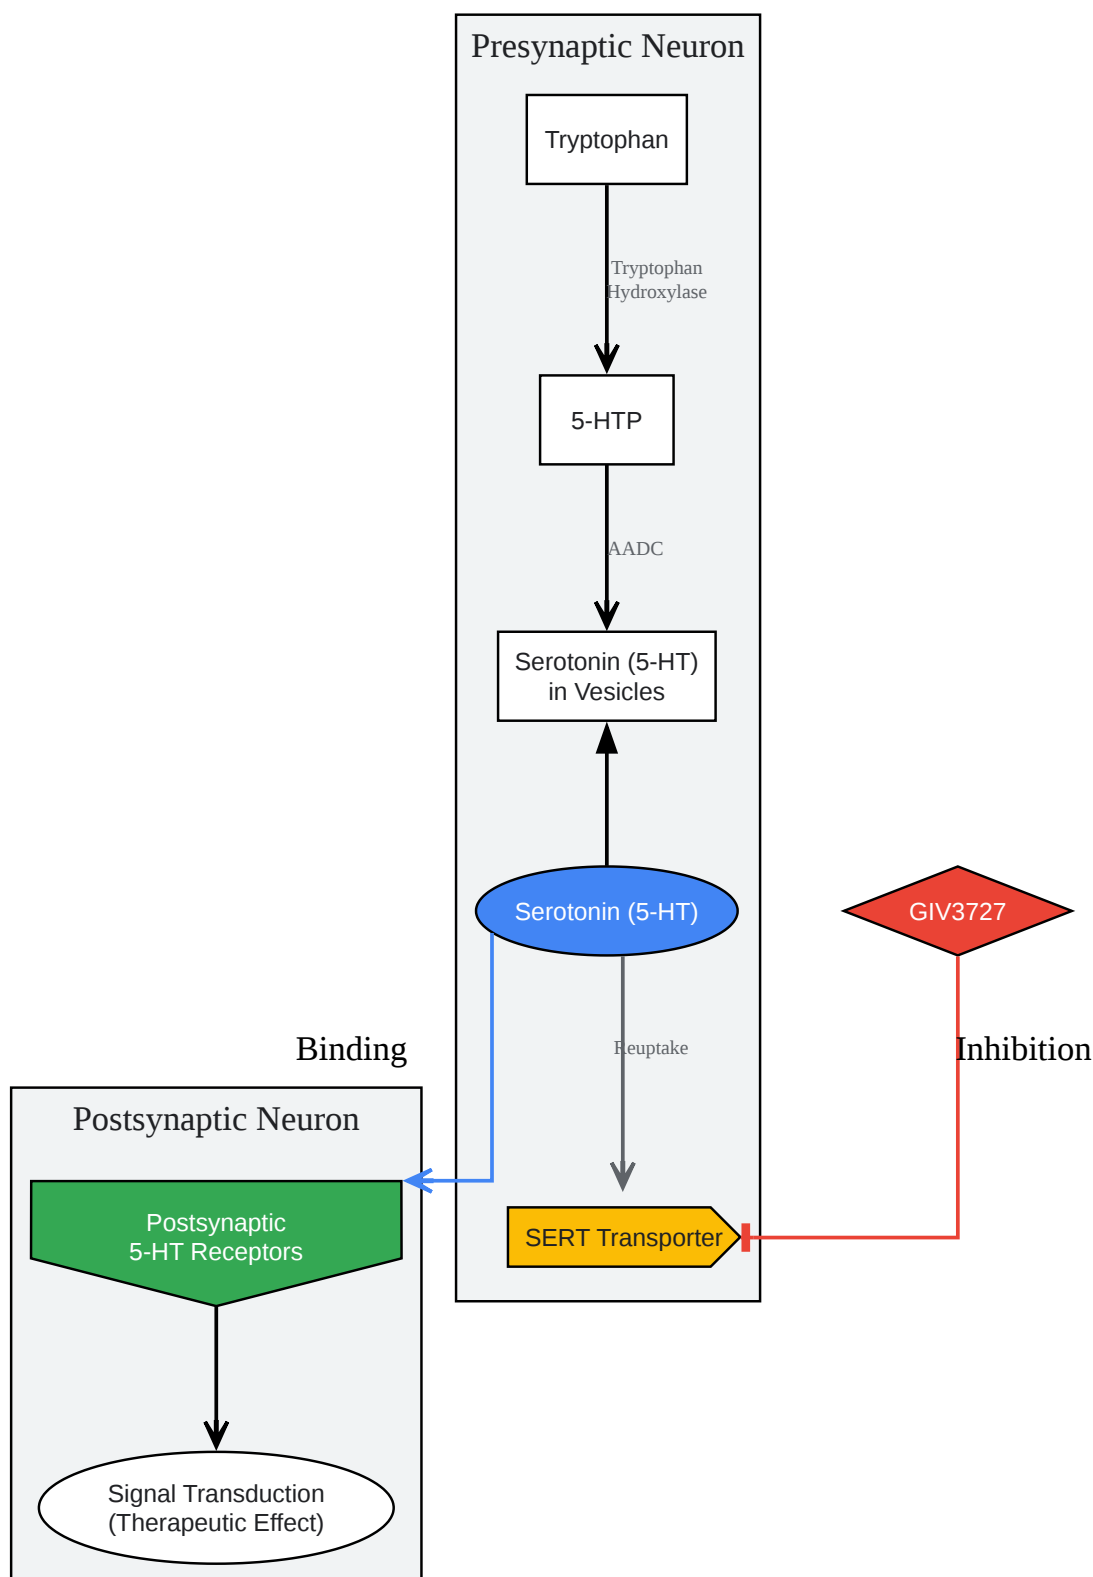 Presynaptic Neuron
Tryptophan
Tryptophan
Hydroxylase
5-HTP
AADC
Serotonin (5-HT)
in Vesicles
Serotonin (5-HT)
GIV3727
Binding
Reuptake
Inhibition
Postsynaptic Neuron
Postsynaptic
5-HT Receptors
SERT Transporter
Signal Transduction
(Therapeutic Effect)